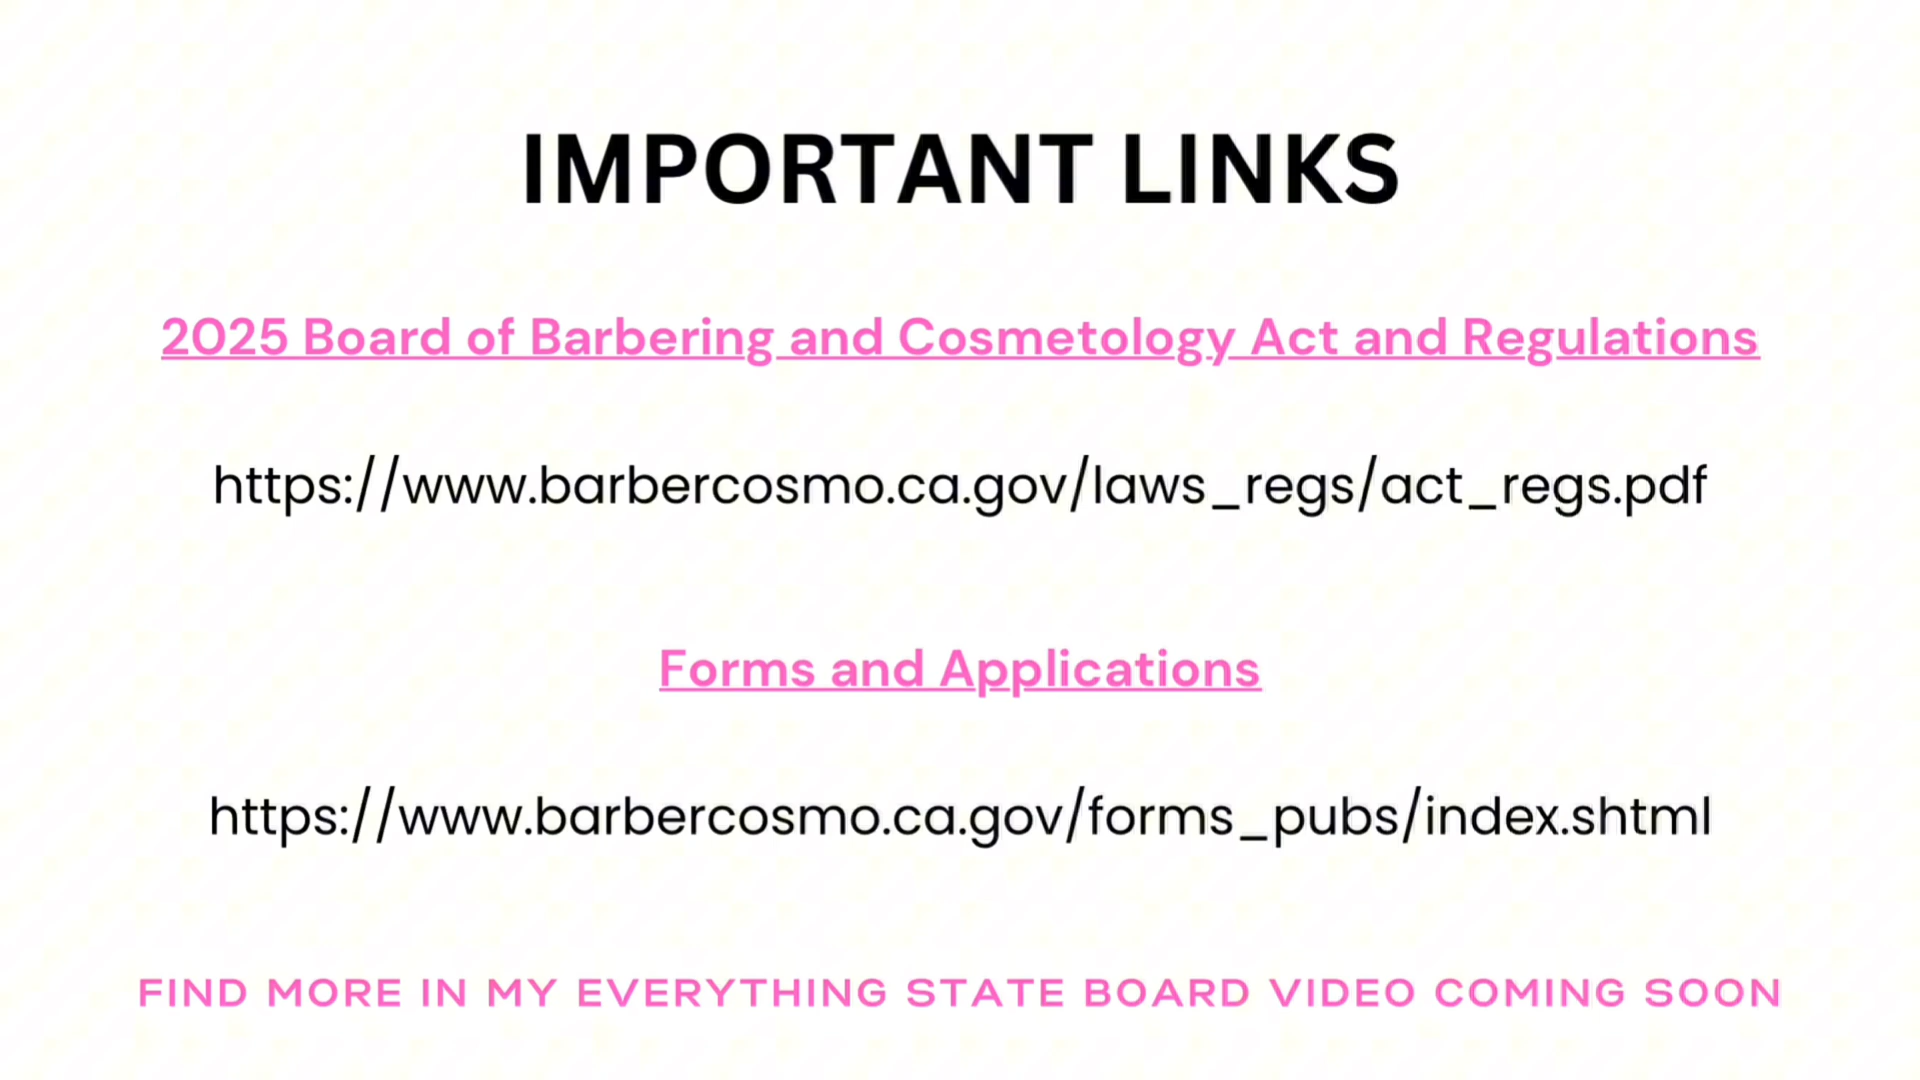 IMPORTANT LINKS
2025 Board of Barbering and Cosmetology Act and Regulations
https://www.barbercosmo.ca.gov/laws_regs/act_regs.pdf
Forms and Applications
https://www.barbercosmo.ca.gov/forms_pubs/index.shtml
FIND MORE IN MY EVERYTHING STATE BOARD VIDEO COMING SOON